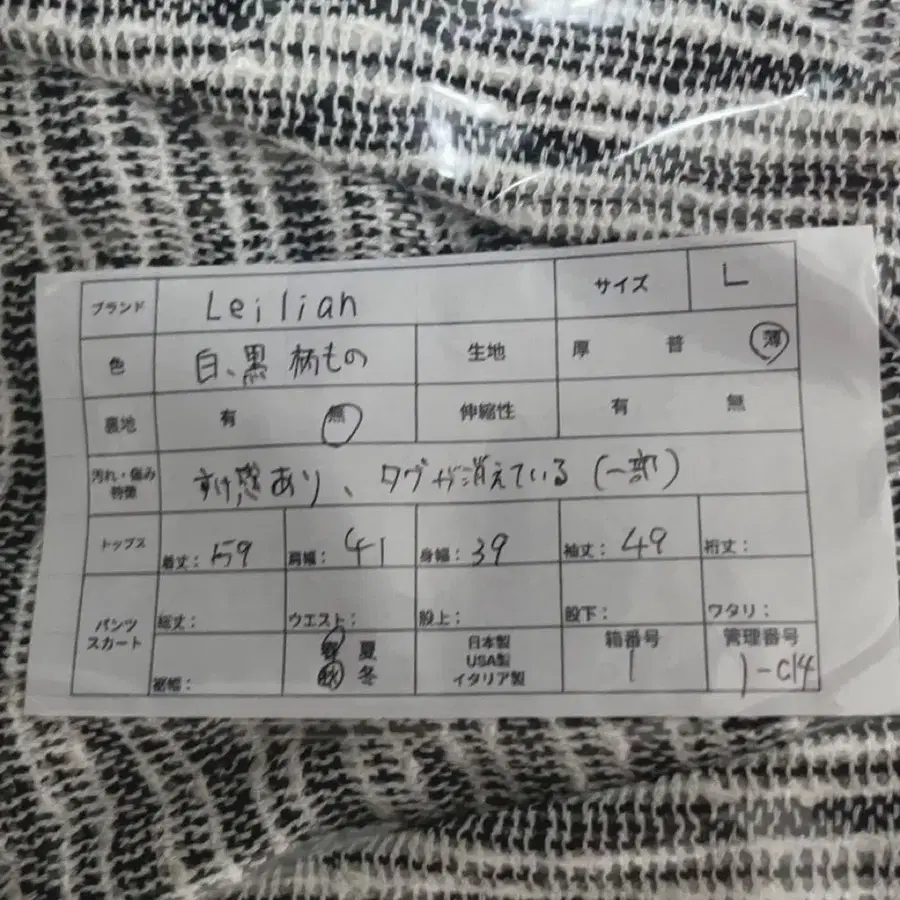 ブランド Leilian サイズ L
色 白、黒 柄もの 生地 厚 普 薄
裏地 有 無 伸縮性 有 無
汚れ・傷み
特徴 すけ感あり、タグが消えている(一部)
トップス 着丈:59 肩幅:41 身幅:39 袖丈:49 裄丈:
パンツ
スカート 総丈: ウエスト:股上: 股下: ワタリ:
裾幅: 春 夏
秋 冬
日本製
USA製
イタリア製
箱番号
1
管理番号
1-C14